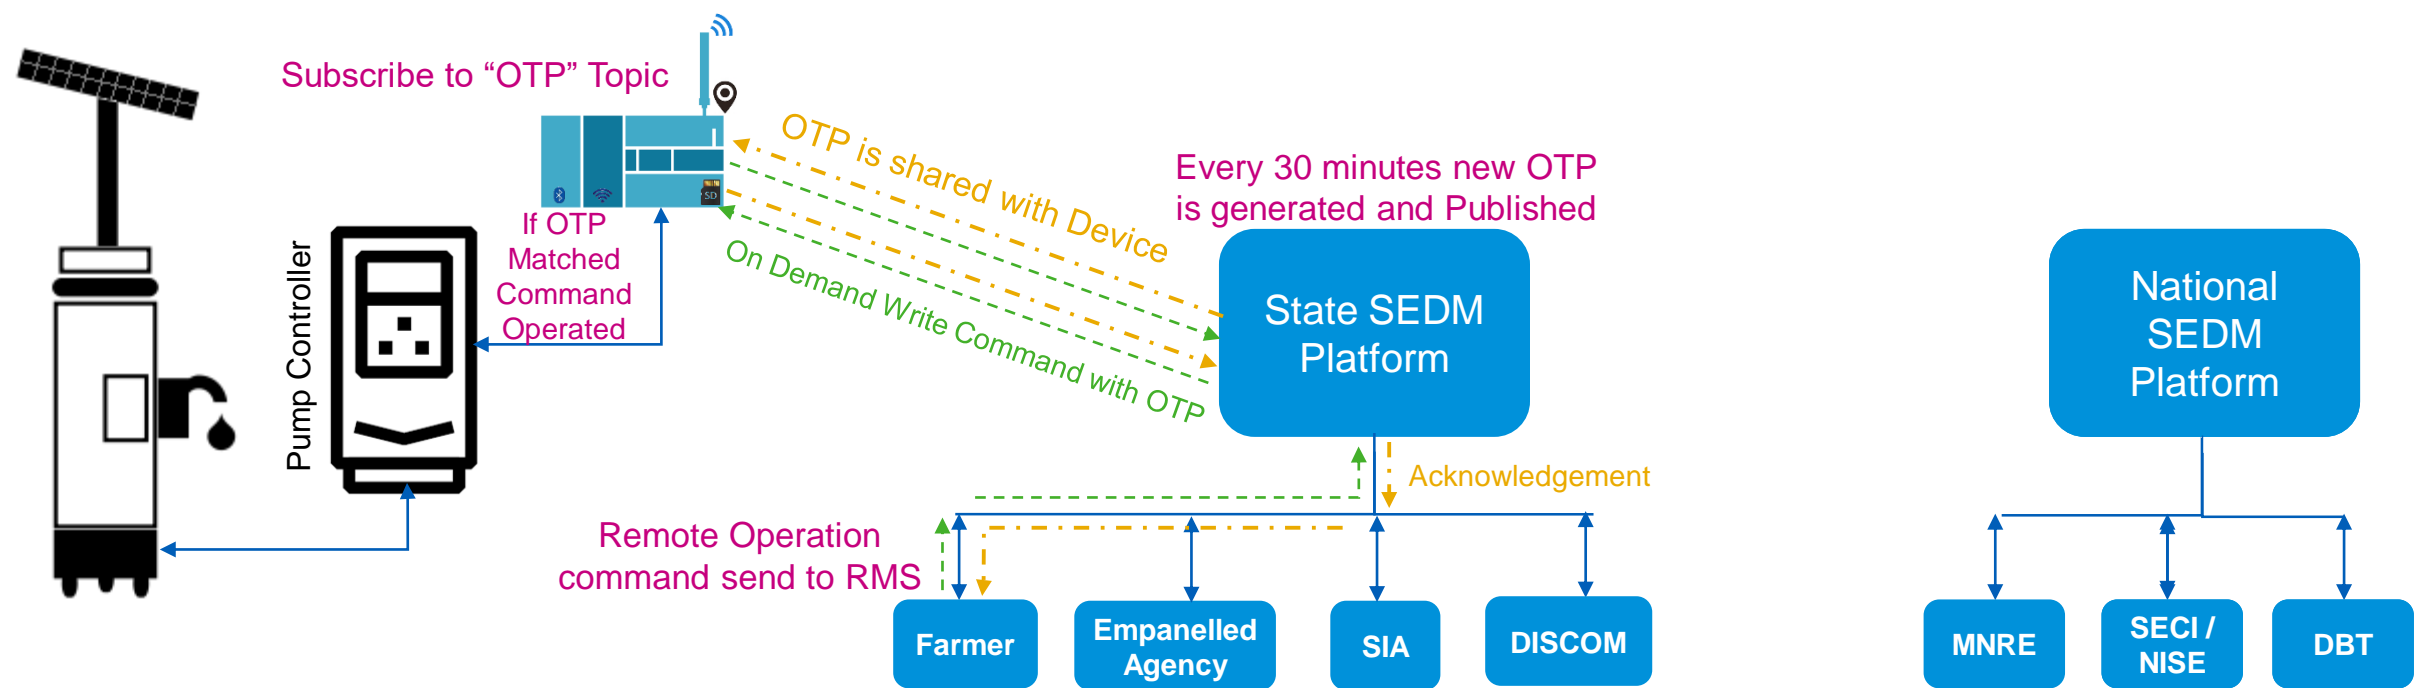 Subscribe to “OTP” Topic
OTP is shared with Device
Every 30 minutes new OTP
is generated and Published
SD
If OTP
Matched
Command
Operated
Pump Controller
On Demand Write Command with OTP
State SEDM
Platform
National
SEDM
Platform
Acknowledgement
Remote Operation
command send to RMS
Farmer
Empanelled
Agency
SIA
DISCOM
MNRE
SECI /
NISE
DBT